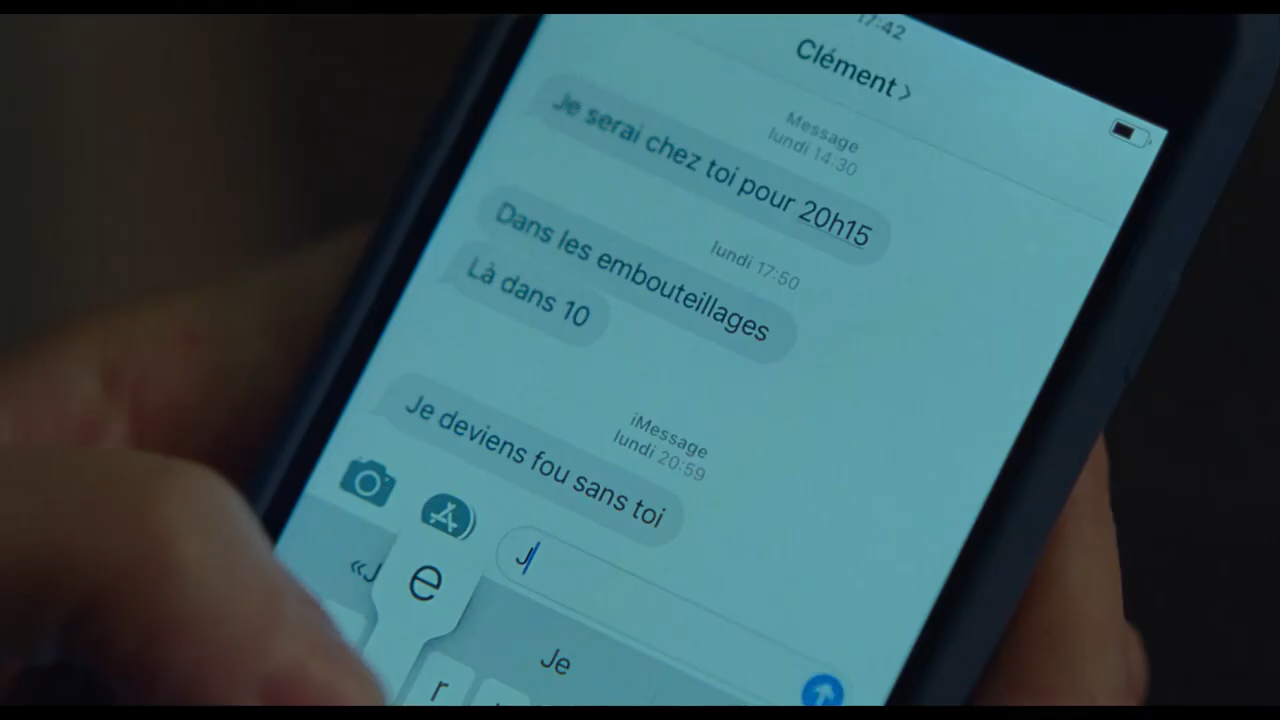 17:42
Clément >
Message
lundi 14:30
Je serai chez toi pour 20h15
lundi 17:50
Dans les embouteillages
Là dans 10
iMessage
lundi 20:59
Je deviens fou sans toi
J
«J
e
Je
r